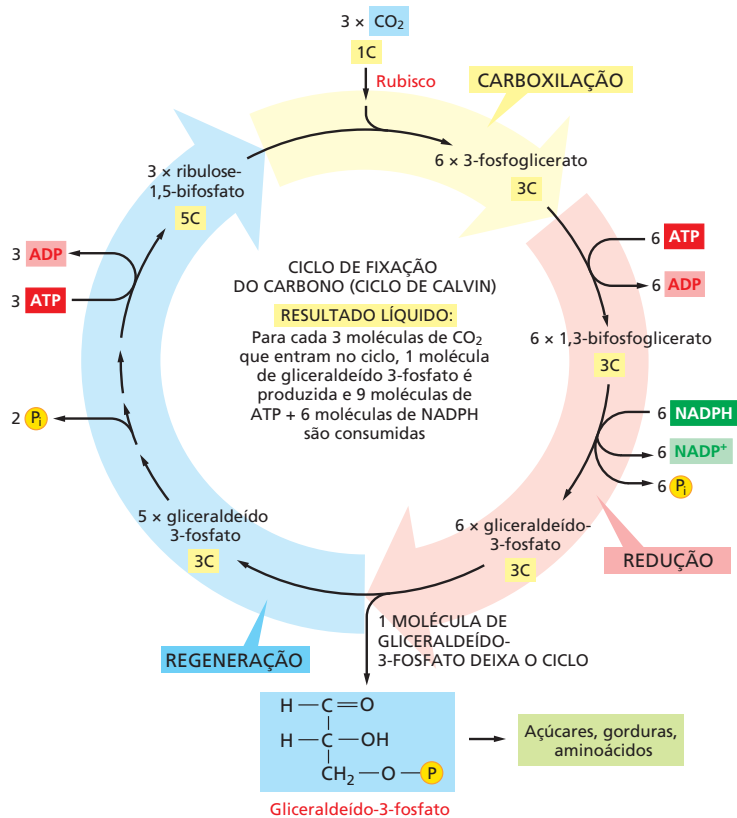 3 × CO₂
1C
Rubisco
CARBOXILAÇÃO
6 × 3-fosfoglicerato
3C
6 ATP
6 ADP
6 × 1,3-bifosfoglicerato
3C
6 NADPH
6 NADP⁺
6 Pᵢ
REDUÇÃO
6 × gliceraldeído-
3-fosfato
3C
1 MOLÉCULA DE
GLICERALDEÍDO-
3-FOSFATO DEIXA O CICLO
5 × gliceraldeído
3-fosfato
3C
REGENERAÇÃO
2 Pᵢ
3 ATP
3 ADP
3 × ribulose-
1,5-bifosfato
5C
CICLO DE FIXAÇÃO
DO CARBONO (CICLO DE CALVIN)
RESULTADO LÍQUIDO:
Para cada 3 moléculas de CO₂
que entram no ciclo, 1 molécula
de gliceraldeído 3-fosfato é
produzida e 9 moléculas de
ATP + 6 moléculas de NADPH
são consumidas
H—C=O
H—C—OH
CH₂—O—P
Gliceraldeído-3-fosfato
Açúcares, gorduras,
aminoácidos